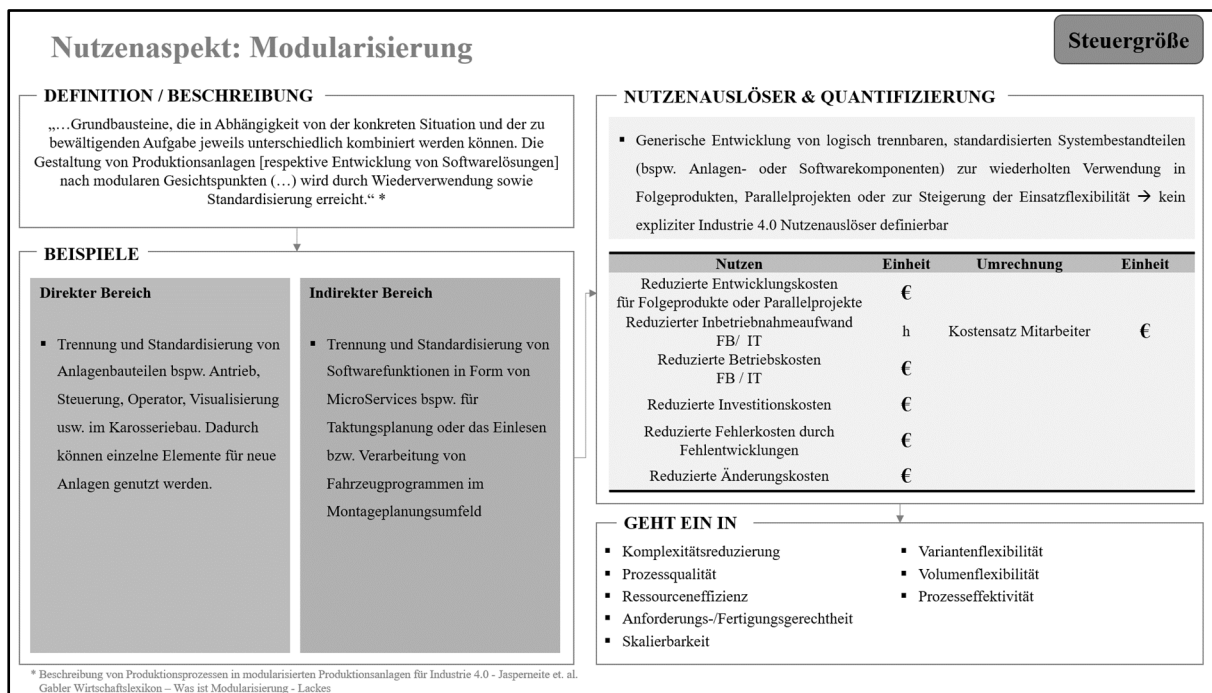 Nutzenaspekt: Modularisierung
Steuergröße
DEFINITION / BESCHREIBUNG
„…Grundbausteine, die in Abhängigkeit von der konkreten Situation und der zu
bewältigenden Aufgabe jeweils unterschiedlich kombiniert werden können. Die
Gestaltung von Produktionsanlagen [respektive Entwicklung von Softwarelösungen]
nach modularen Gesichtspunkten (…) wird durch Wiederverwendung sowie
Standardisierung erreicht.“ *
BEISPIELE
Direkter Bereich
▪ Trennung und Standardisierung von
Anlagenbauteilen bspw. Antrieb,
Steuerung, Operator, Visualisierung
usw. im Karosseriebau. Dadurch
können einzelne Elemente für neue
Anlagen genutzt werden.
Indirekter Bereich
▪ Trennung und Standardisierung von
Softwarefunktionen in Form von
MicroServices bspw. für
Taktungsplanung oder das Einlesen
bzw. Verarbeitung von
Fahrzeugprogrammen im
Montageplanungsumfeld
NUTZENAUSLÖSER & QUANTIFIZIERUNG
▪ Generische Entwicklung von logisch trennbaren, standardisierten Systembestandteilen
(bspw. Anlagen- oder Softwarekomponenten) zur wiederholten Verwendung in
Folgeprodukten, Parallelprojekten oder zur Steigerung der Einsatzflexibilität → kein
expliziter Industrie 4.0 Nutzenauslöser definierbar
Nutzen Einheit Umrechnung Einheit
Reduzierte Entwicklungskosten
für Folgeprodukte oder Parallelprojekte €
Reduzierter Inbetriebnahmeaufwand
FB/ IT h Kostensatz Mitarbeiter €
Reduzierte Betriebskosten
FB / IT €
Reduzierte Investitionskosten €
Reduzierte Fehlerkosten durch
Fehlentwicklungen €
Reduzierte Änderungskosten €
GEHT EIN IN
▪ Komplexitätsreduzierung
▪ Prozessqualität
▪ Ressourceneffizienz
▪ Anforderungs-/Fertigungsgerechtheit
▪ Skalierbarkeit
▪ Variantenflexibilität
▪ Volumenflexibilität
▪ Prozesseffektivität
* Beschreibung von Produktionsprozessen in modularisierten Produktionsanlagen für Industrie 4.0 - Jasperneite et. al.
Gabler Wirtschaftslexikon – Was ist Modularisierung - Lackes